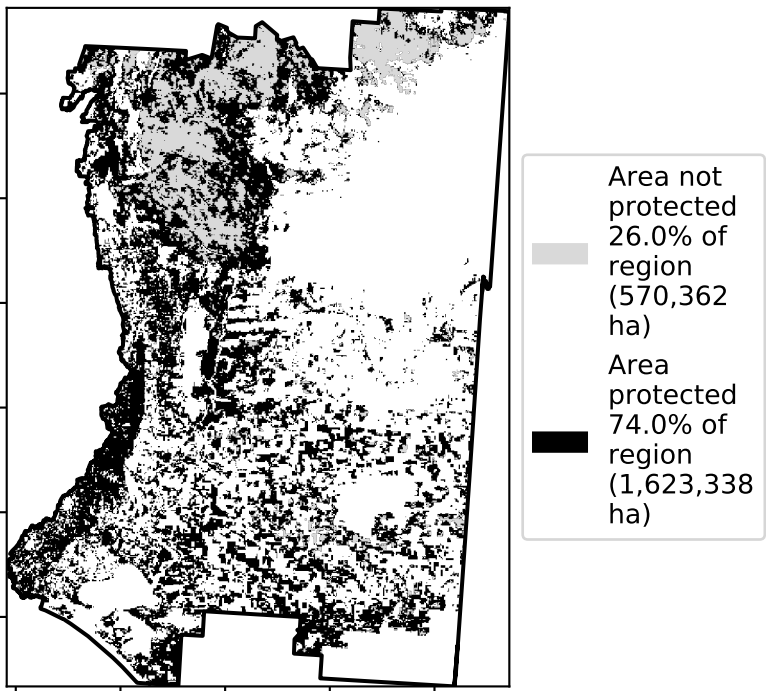 Area not
protected
26.0% of
region
(570,362
ha)
Area
protected
74.0% of
region
(1,623,338
ha)